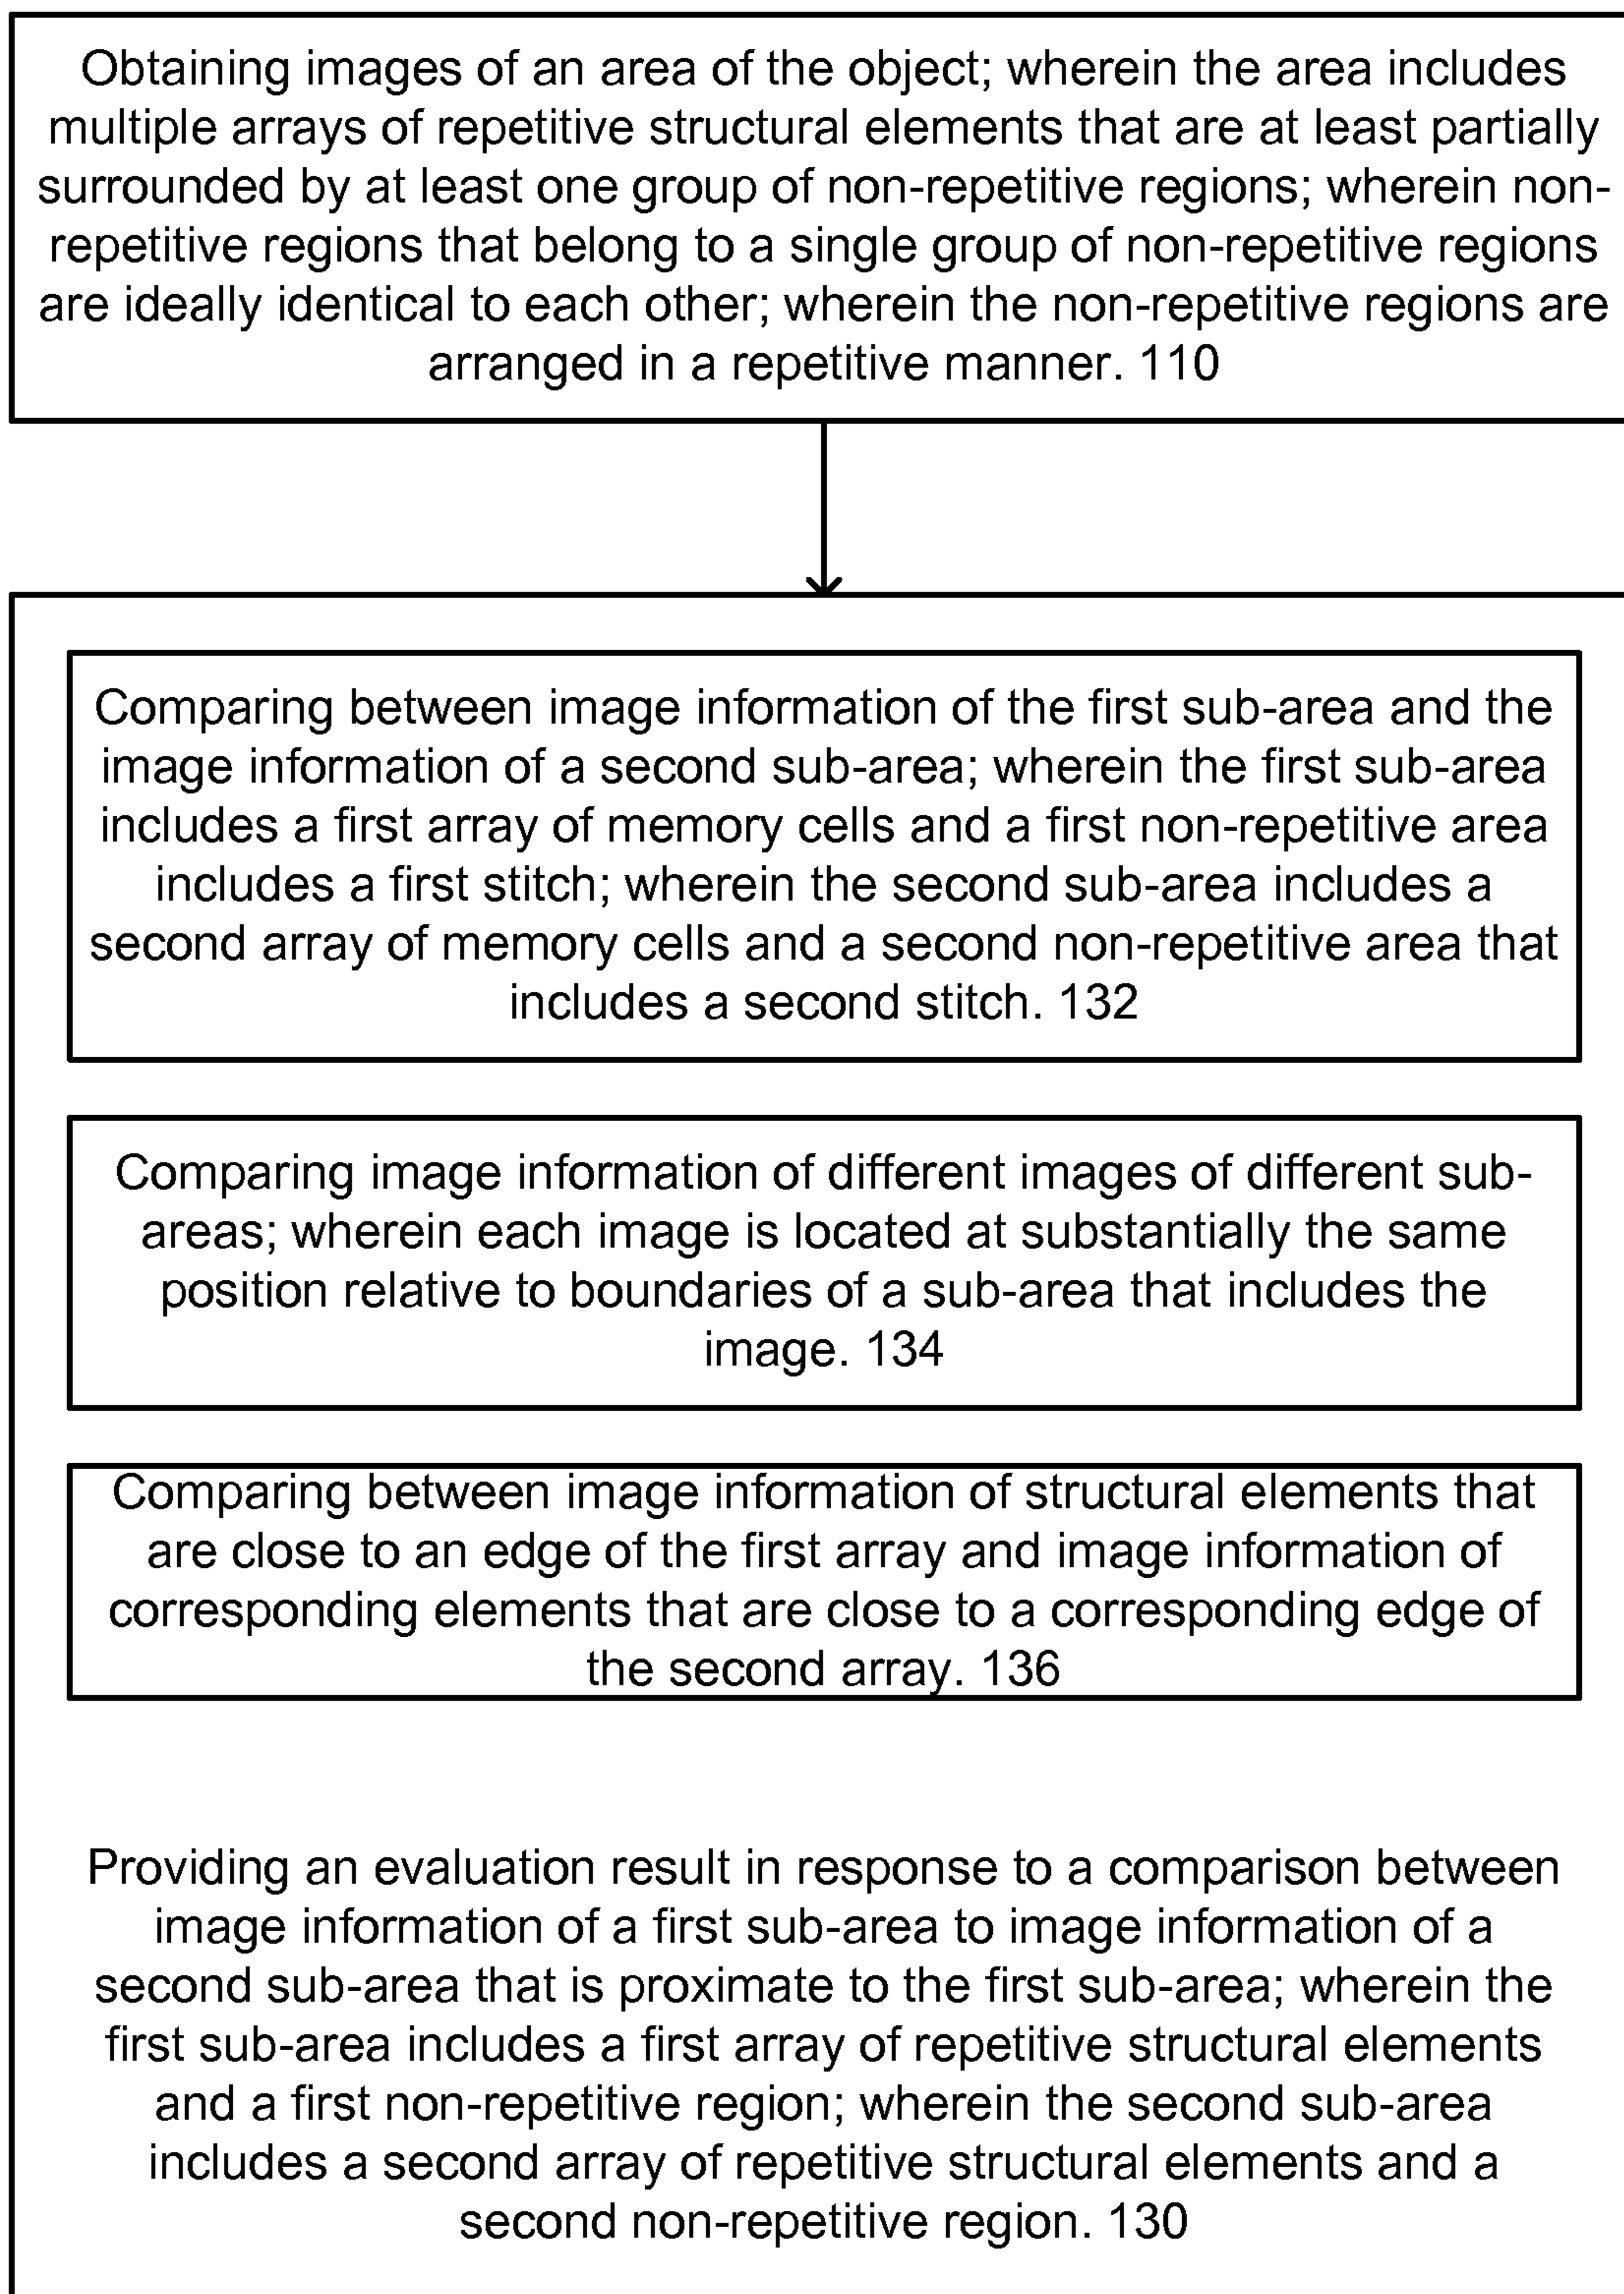 Obtaining images of an area of the object; wherein the area includes
multiple arrays of repetitive structural elements that are at least partially
surrounded by at least one group of non-repetitive regions; wherein non-
repetitive regions that belong to a single group of non-repetitive regions
are ideally identical to each other; wherein the non-repetitive regions are
arranged in a repetitive manner. 110
Comparing between image information of the first sub-area and the
image information of a second sub-area; wherein the first sub-area
includes a first array of memory cells and a first non-repetitive area
includes a first stitch; wherein the second sub-area includes a
second array of memory cells and a second non-repetitive area that
includes a second stitch. 132
Comparing image information of different images of different sub-
areas; wherein each image is located at substantially the same
position relative to boundaries of a sub-area that includes the
image. 134
Comparing between image information of structural elements that
are close to an edge of the first array and image information of
corresponding elements that are close to a corresponding edge of
the second array. 136
Providing an evaluation result in response to a comparison between
image information of a first sub-area to image information of a
second sub-area that is proximate to the first sub-area; wherein the
first sub-area includes a first array of repetitive structural elements
and a first non-repetitive region; wherein the second sub-area
includes a second array of repetitive structural elements and a
second non-repetitive region. 130